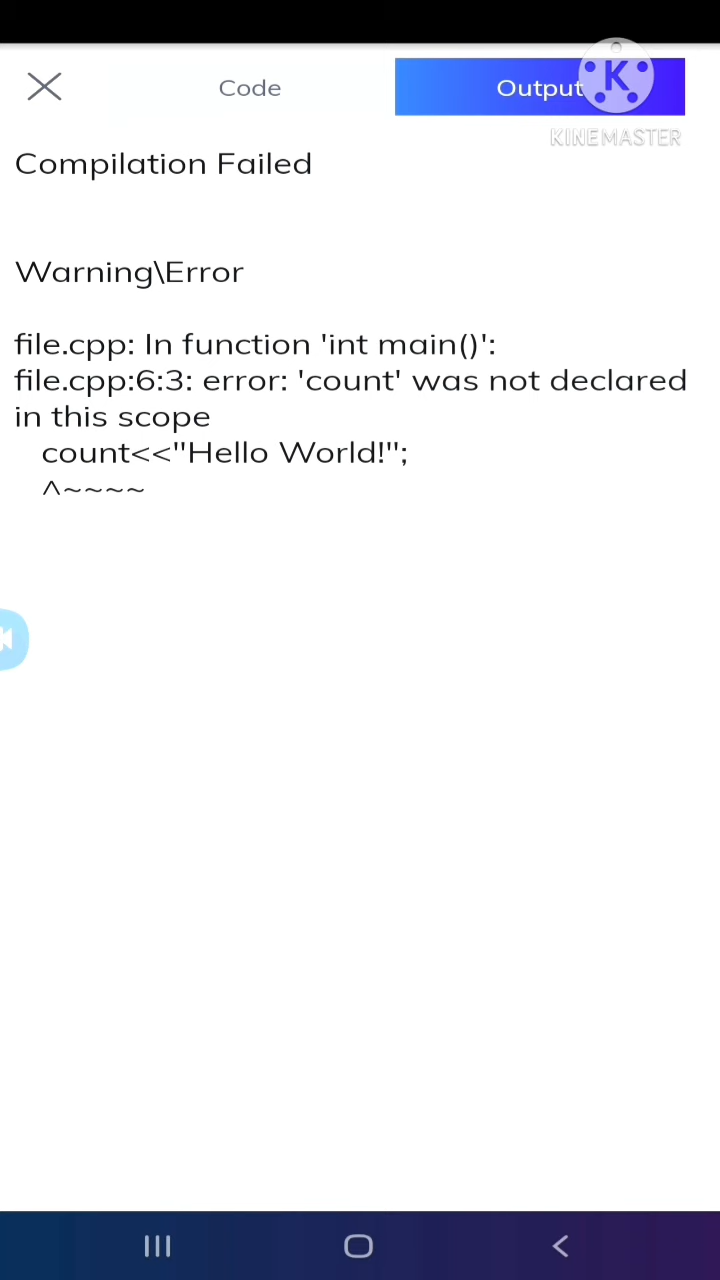 Code
Output
K
KINEMASTER
Compilation Failed
Warning\Error
file.cpp: In function 'int main()':
file.cpp:6:3: error: 'count' was not declared
in this scope
count<<"Hello World!";
^~~~~